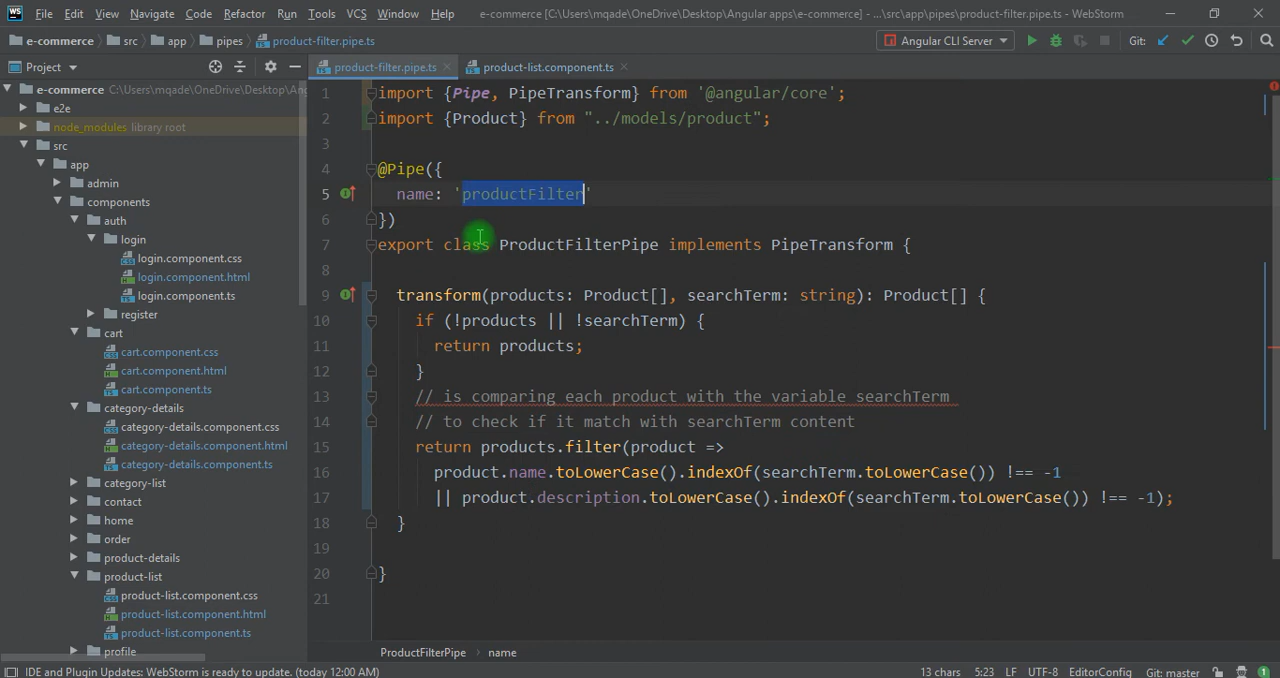 WS File Edit View Navigate Code Refactor Run Tools VCS Window Help e-commerce [C:\Users\mqade\OneDrive\Desktop\Angular apps\e-commerce] - ...\src\app\pipes\product-filter.pipe.ts - WebStorm
e-commerce src app pipes product-filter.pipe.ts Angular CLI Server Git:
Project product-filter.pipe.ts product-list.component.ts
e-commerce C:\Users\mqade\OneDrive\Desktop\An
e2e
node_modules library root
src
app
admin
components
auth
login
login.component.css
login.component.html
login.component.ts
register
cart
cart.component.css
cart.component.html
cart.component.ts
category-details
category-details.component.css
category-details.component.html
category-details.component.ts
category-list
contact
home
order
product-details
product-list
product-list.component.css
product-list.component.html
product-list.component.ts
profile
1 import {Pipe, PipeTransform} from '@angular/core';
2 import {Product} from "../models/product";
3
4 @Pipe({
5 name: 'productFilter'
6 })
7 export class ProductFilterPipe implements PipeTransform {
8
9 transform(products: Product[], searchTerm: string): Product[] {
10 if (!products || !searchTerm) {
11 return products;
12 }
13 // is comparing each product with the variable searchTerm
14 // to check if it match with searchTerm content
15 return products.filter(product =>
16 product.name.toLowerCase().indexOf(searchTerm.toLowerCase()) !== -1
17 || product.description.toLowerCase().indexOf(searchTerm.toLowerCase()) !== -1);
18 }
19
20 }
21
ProductFilterPipe name
IDE and Plugin Updates: WebStorm is ready to update. (today 12:00 AM) 13 chars 5:23 LF UTF-8 EditorConfig Git: master 1